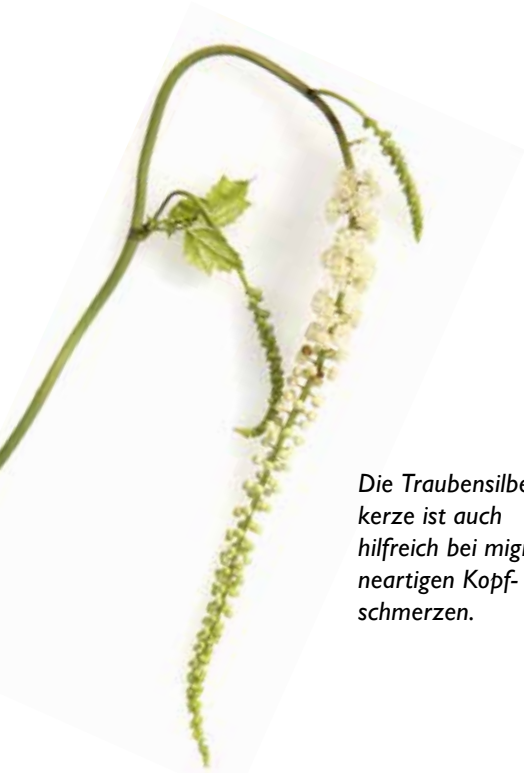 Die Traubensilbe
kerze ist auch
hilfreich bei migr
neartigen Kopf-
schmerzen.